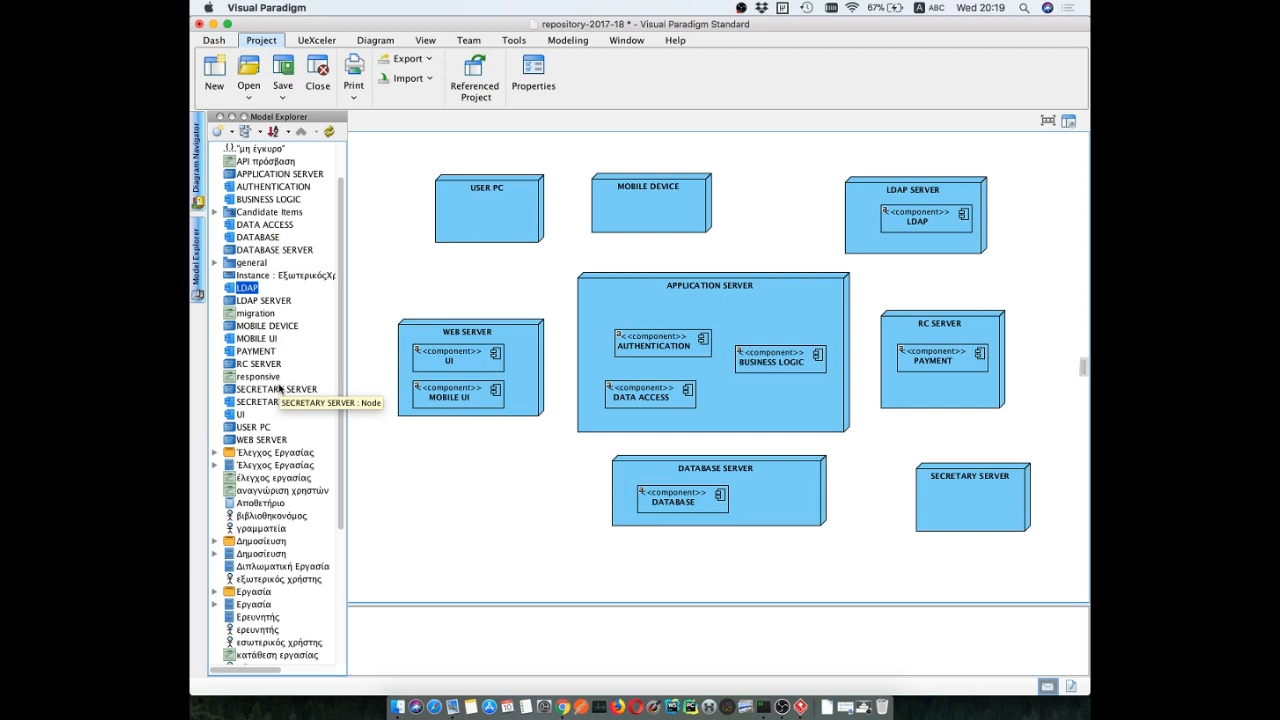 Visual Paradigm
67%
A ABC
Wed 20:19
repository-2017-18 * - Visual Paradigm Standard
Dash
Project
UeXceler
Diagram
View
Team
Tools
Modeling
Window
Help
New
Open
Save
Close
Print
Export
Import
Referenced
Project
Properties
Model Explorer
Diagram Navigator
Model Explorer
{} "μη έγκυρο"
API πρόσβαση
APPLICATION SERVER
AUTHENTICATION
BUSINESS LOGIC
Candidate Items
DATA ACCESS
DATABASE
DATABASE SERVER
general
Instance : ΕξωτερικόςΧρ
LDAP
LDAP SERVER
migration
MOBILE DEVICE
MOBILE UI
PAYMENT
RC SERVER
responsive
SECRETARY SERVER
SECRETAR
SECRETARY SERVER : Node
UI
USER PC
WEB SERVER
Έλεγχος Εργασίας
Έλεγχος Εργασίας
έλεγχος εργασίας
αναγνώριση χρηστών
Αποθετήριο
βιβλιοθηκονόμος
γραμματεία
Δημοσίευση
Δημοσίευση
Διπλωματική Εργασία
εξωτερικός χρήστης
Εργασία
Εργασία
Ερευνητής
ερευνητής
εσωτερικός χρήστης
κατάθεση εργασίας
USER PC
MOBILE DEVICE
LDAP SERVER
<<component>>
LDAP
APPLICATION SERVER
<<component>>
AUTHENTICATION
<<component>>
BUSINESS LOGIC
<<component>>
DATA ACCESS
WEB SERVER
<<component>>
UI
<<component>>
MOBILE UI
RC SERVER
<<component>>
PAYMENT
DATABASE SERVER
<<component>>
DATABASE
SECRETARY SERVER